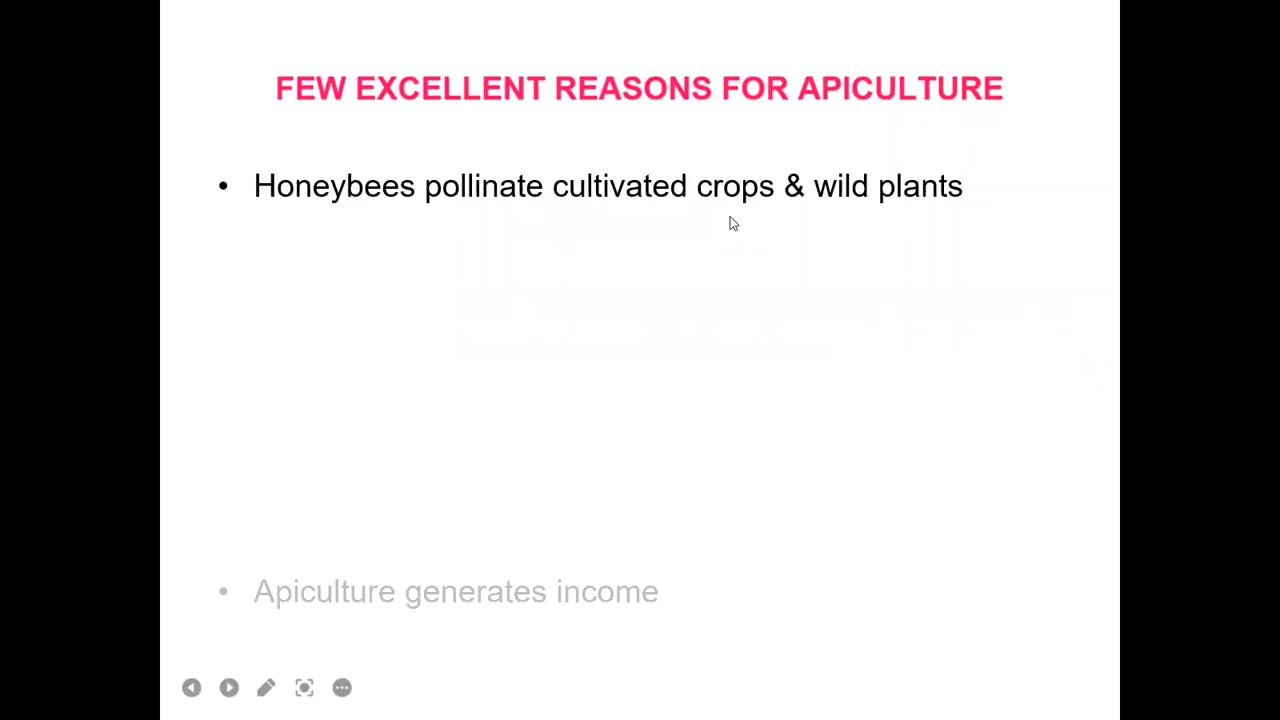 FEW EXCELLENT REASONS FOR APICULTURE
• Honeybees pollinate cultivated crops & wild plants
• Apiculture generates income